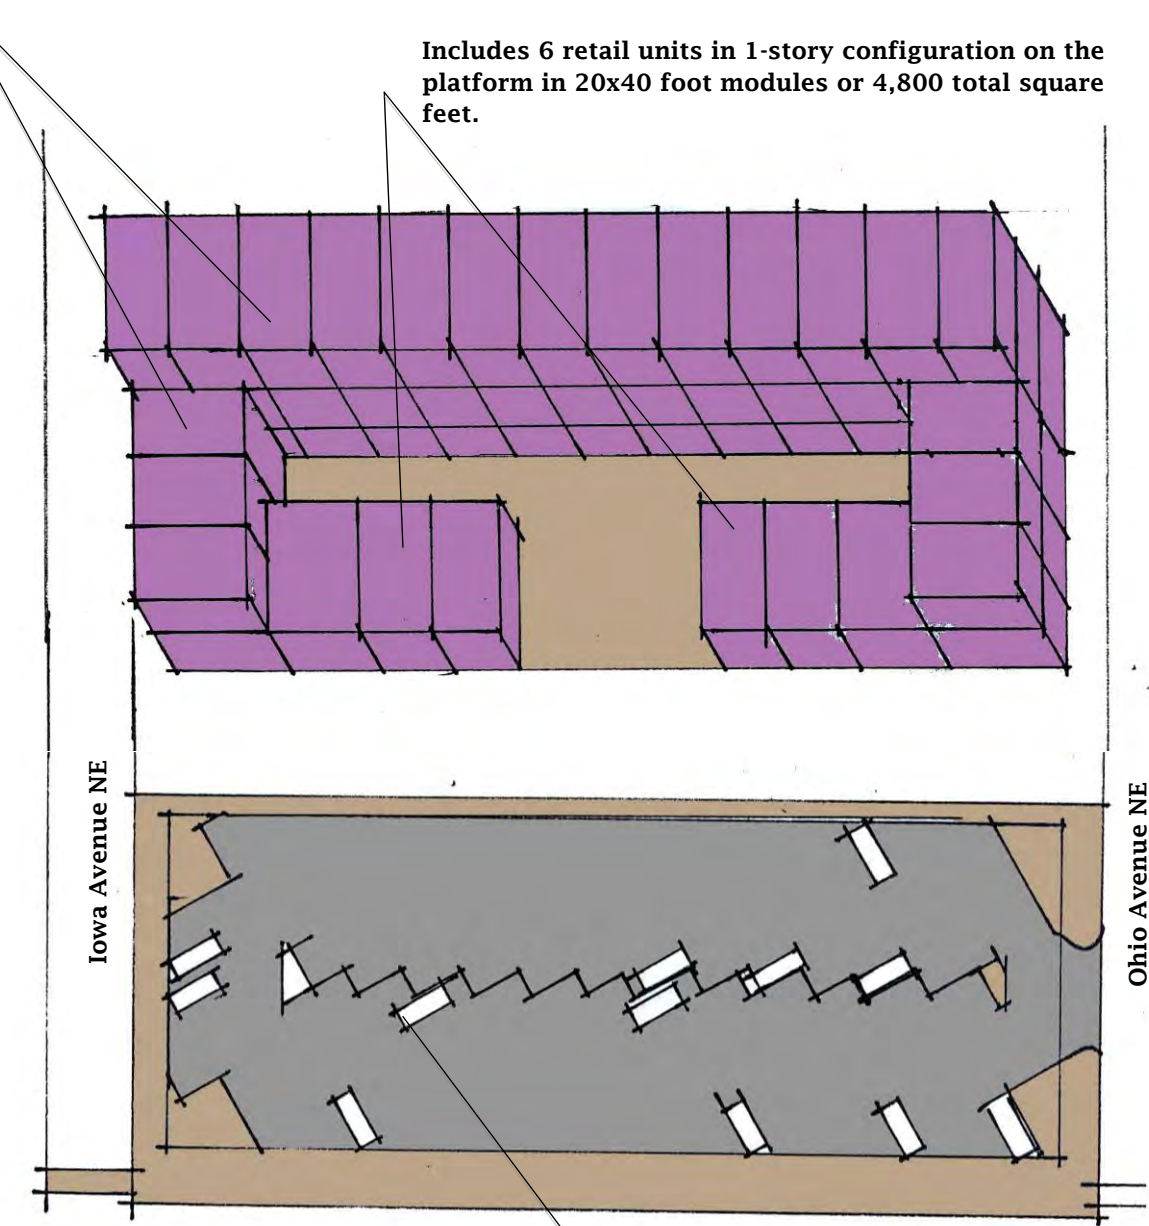 Includes 6 retail units in 1-story configuration on the
platform in 20x40 foot modules or 4,800 total square
feet.
Iowa Avenue NE
Ohio Avenue NE